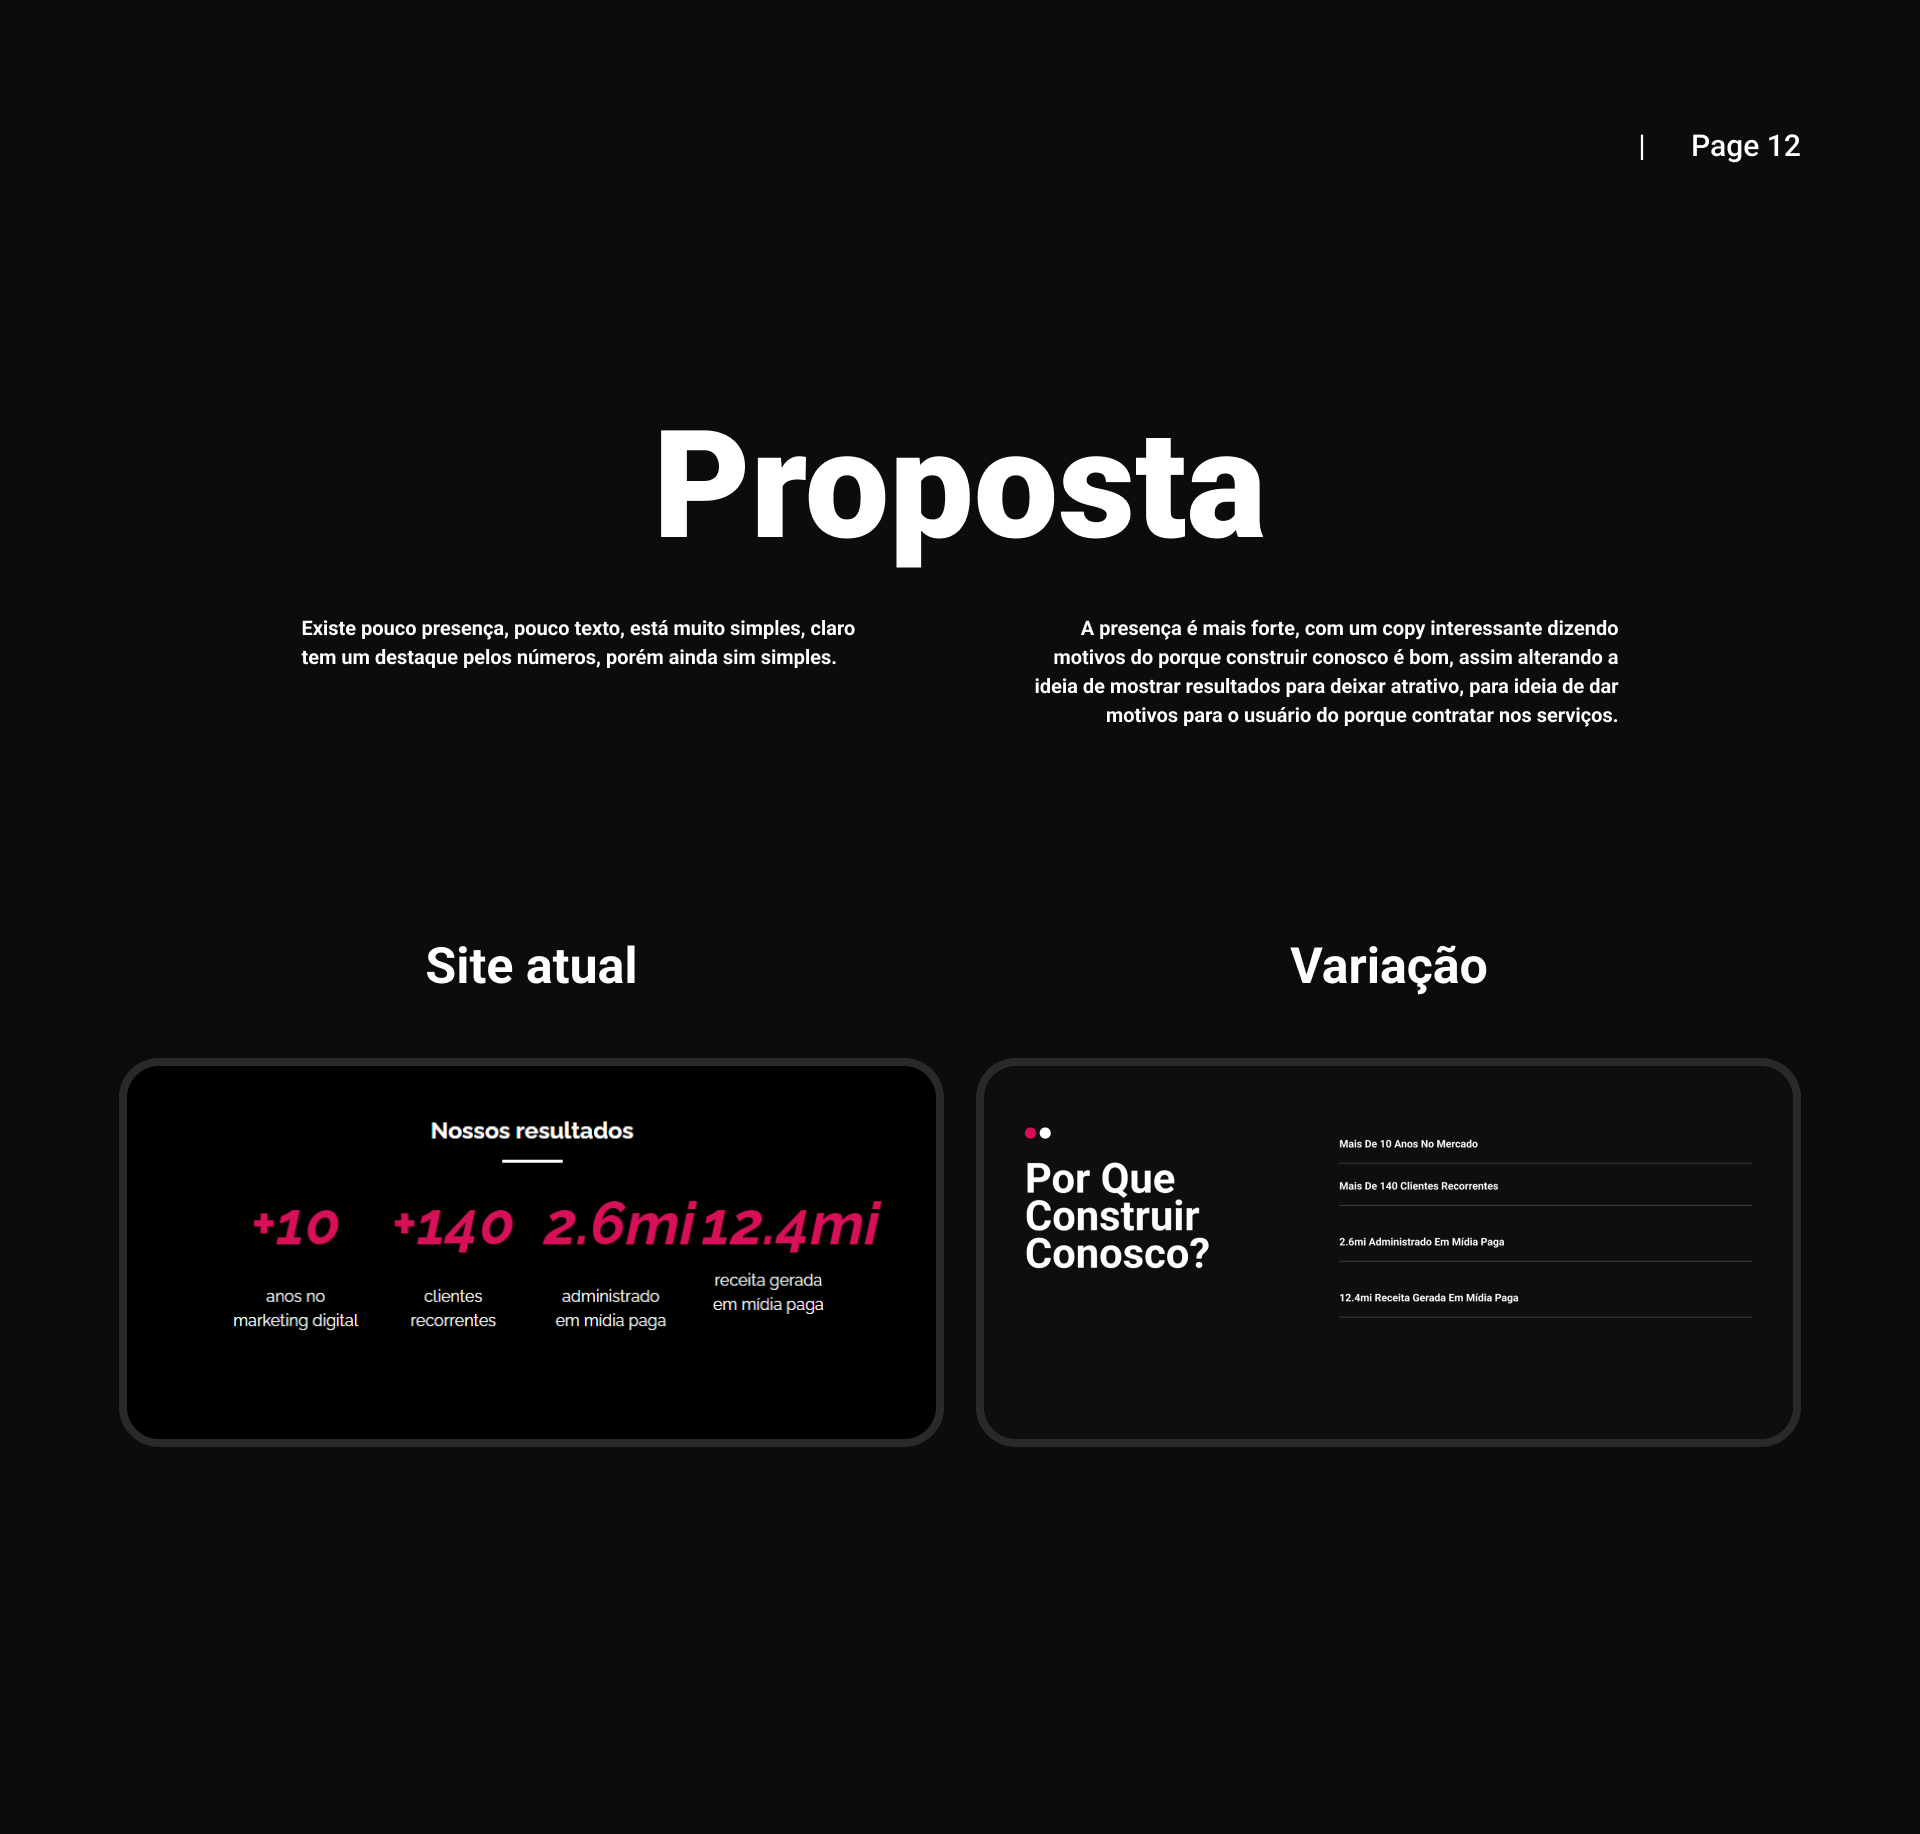 | Page 12
Proposta
Existe pouco presença, pouco texto, está muito simples, claro
tem um destaque pelos números, porém ainda sim simples.
A presença é mais forte, com um copy interessante dizendo
motivos do porque construir conosco é bom, assim alterando a
ideia de mostrar resultados para deixar atrativo, para ideia de dar
motivos para o usuário do porque contratar nos serviços.
Site atual
Nossos resultados
+10
anos no
marketing digital
+140
clientes
recorrentes
2.6mi
administrado
em mídia paga
12.4mi
receita gerada
em mídia paga
Variação
Por Que
Construir
Conosco?
Mais De 10 Anos No Mercado
Mais De 140 Clientes Recorrentes
2.6mi Administrado Em Mídia Paga
12.4mi Receita Gerada Em Mídia Paga